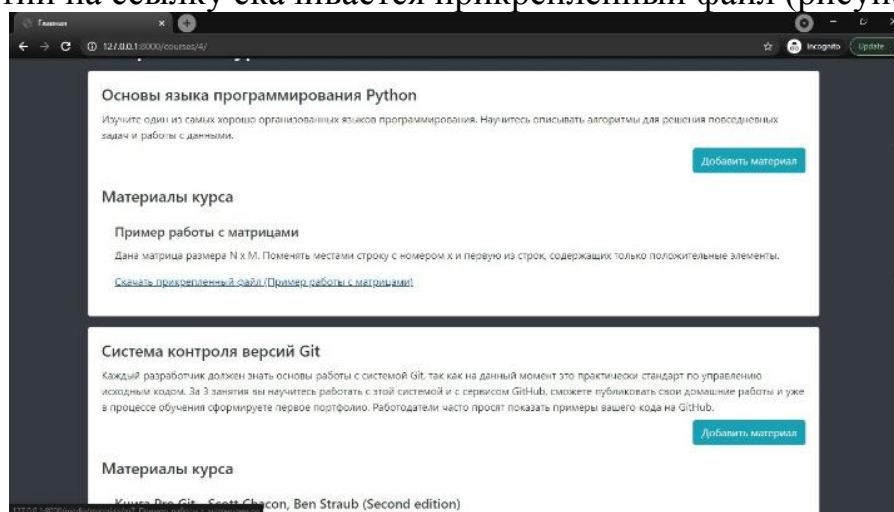 на ссылку скачивается прикрепленный файл
Главная
127.0.0.1:8000/courses/4/
Incognito
Update
Основы языка программирования Python
Изучите один из самых хорошо организованных языков программирования. Научитесь описывать алгоритмы для решения повседневных
задач и работы с данными.
Добавить материал
Материалы курса
Пример работы с матрицами
Дана матрица размера N x M. Поменять местами строку с номером x и первую из строк, содержащих только положительные элементы.
Скачать прикрепленный файл (Пример работы с матрицами)
Система контроля версий Git
Каждый разработчик должен знать основы работы с системой Git, так как на данный момент это практически стандарт по управлению
исходным кодом. За 3 занятия вы научитесь работать с этой системой и с сервисом GitHub, сможете публиковать свои домашние работы и уже
в процессе обучения сформируете первое портфолио. Работодатели часто просят показать примеры вашего кода на GitHub.
Добавить материал
Материалы курса
Книга Pro Git - Scott Chacon, Ben Straub (Second edition)